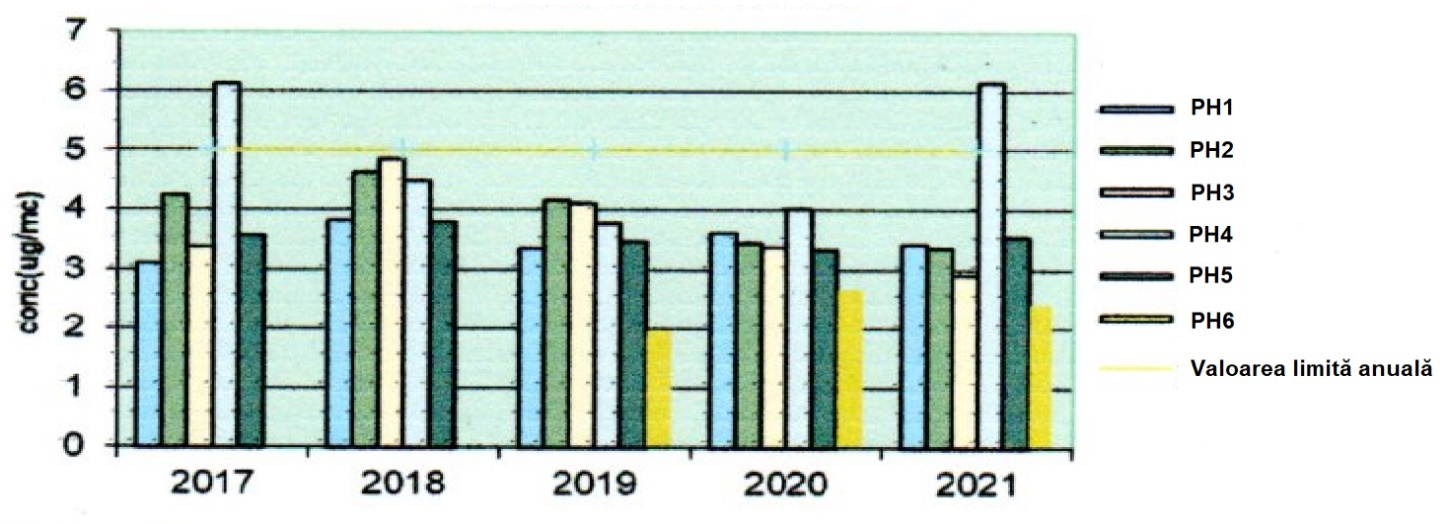 7
6
5
4
3
2
1
0
conc(ug/mc)
2017 2018 2019 2020 2021
PH1
PH2
PH3
PH4
PH5
PH6
Valoarea limită anuală